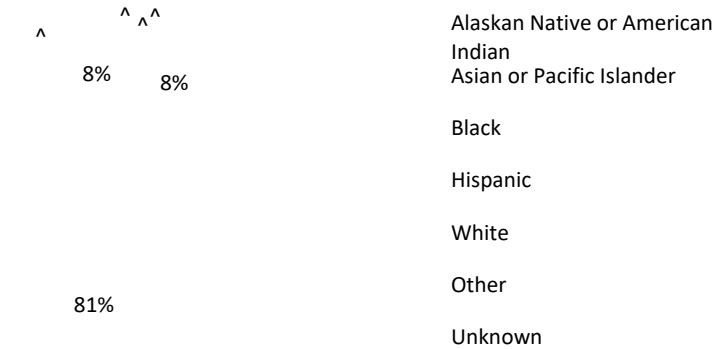 ^
^
^
^
8%
8%
81%
Alaskan Native or American
Indian
Asian or Pacific Islander
Black
Hispanic
White
Other
Unknown